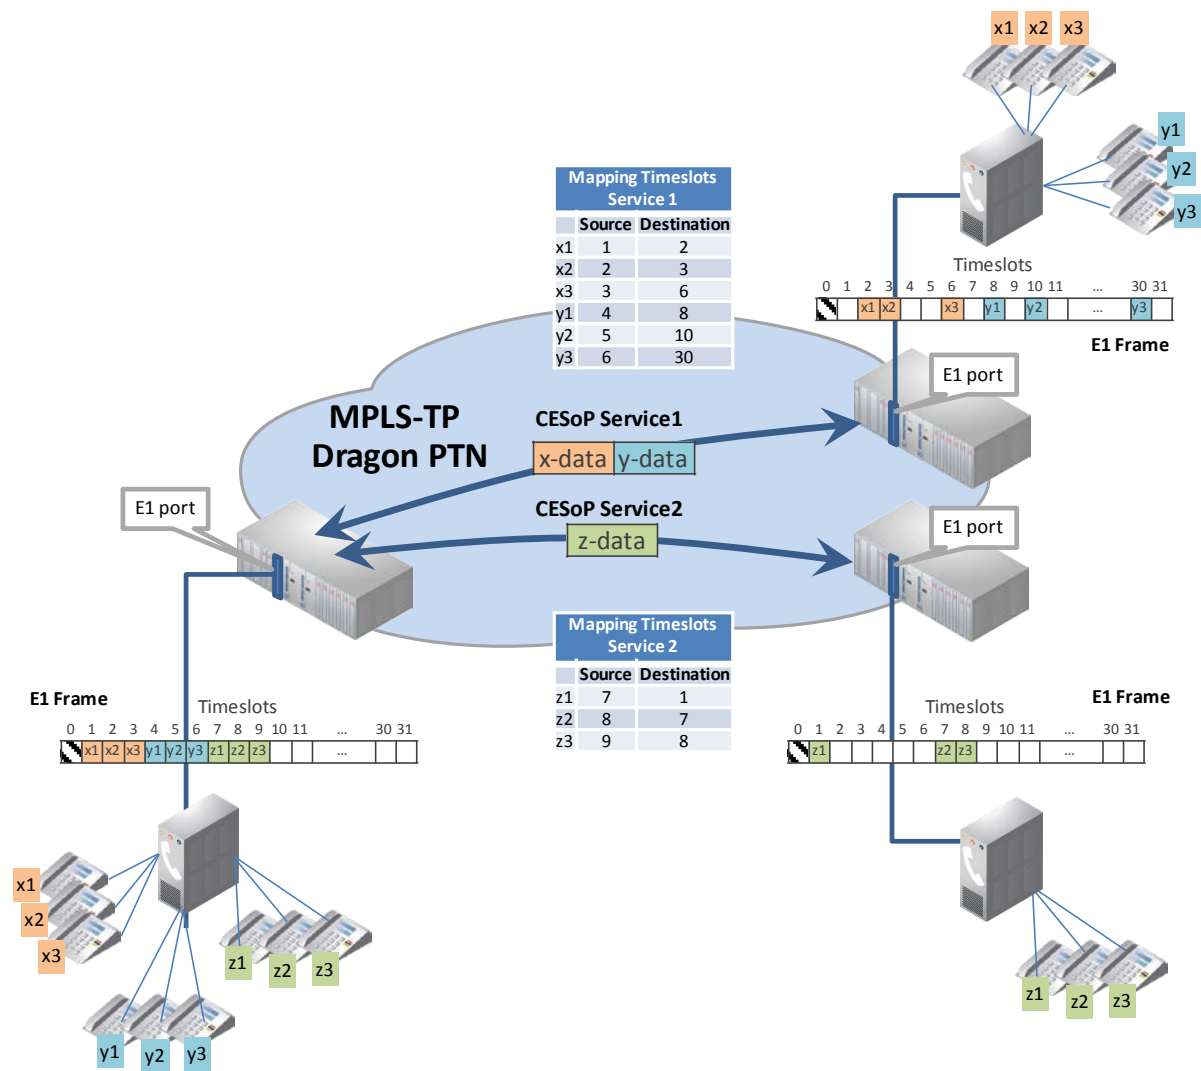 x1 x2 x3
y1
y2
y3
Mapping Timeslots
Service 1
Source Destination
x1 1 2
x2 2 3
x3 3 6
y1 4 8
y2 5 10
y3 6 30
Timeslots
0 1 2 3 4 5 6 7 8 9 10 11 ... 30 31
x1 x2 x3 y1 y2 ... y3
E1 Frame
E1 port
MPLS-TP
Dragon PTN
CESoP Service1
x-data y-data
E1 port
CESoP Service2
z-data
E1 port
Mapping Timeslots
Service 2
Source Destination
z1 7 1
z2 8 7
z3 9 8
E1 Frame
Timeslots
0 1 2 3 4 5 6 7 8 9 10 11 ... 30 31
x1 x2 x3 y1 y2 y3 z1 z2 z3 ...
E1 Frame
Timeslots
0 1 2 3 4 5 6 7 8 9 10 11 ... 30 31
z1 z2 z3 ...
x1
x2
x3
z1 z2 z3
y1 y2 y3
z1 z2 z3